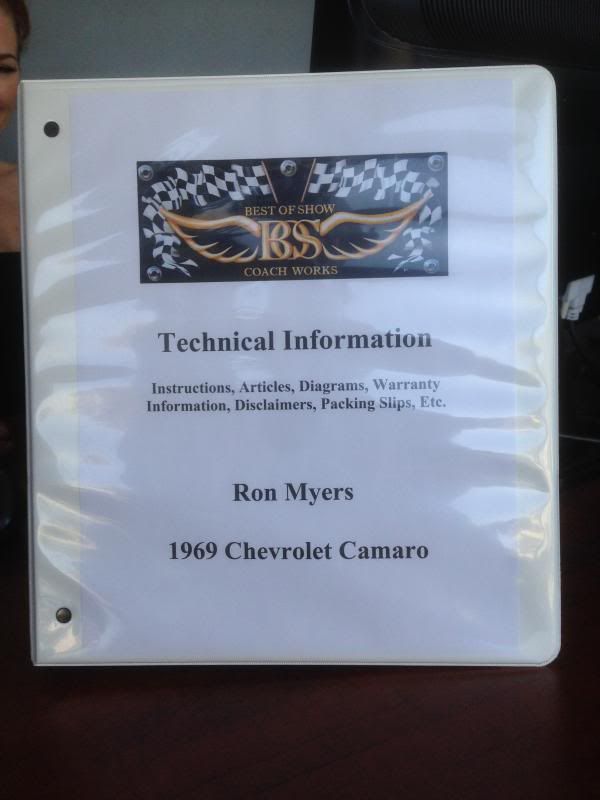 BEST OF SHOW
BS
COACH WORKS
Technical Information
Instructions, Articles, Diagrams, Warranty
Information, Disclaimers, Packing Slips, Etc.
Ron Myers
1969 Chevrolet Camaro